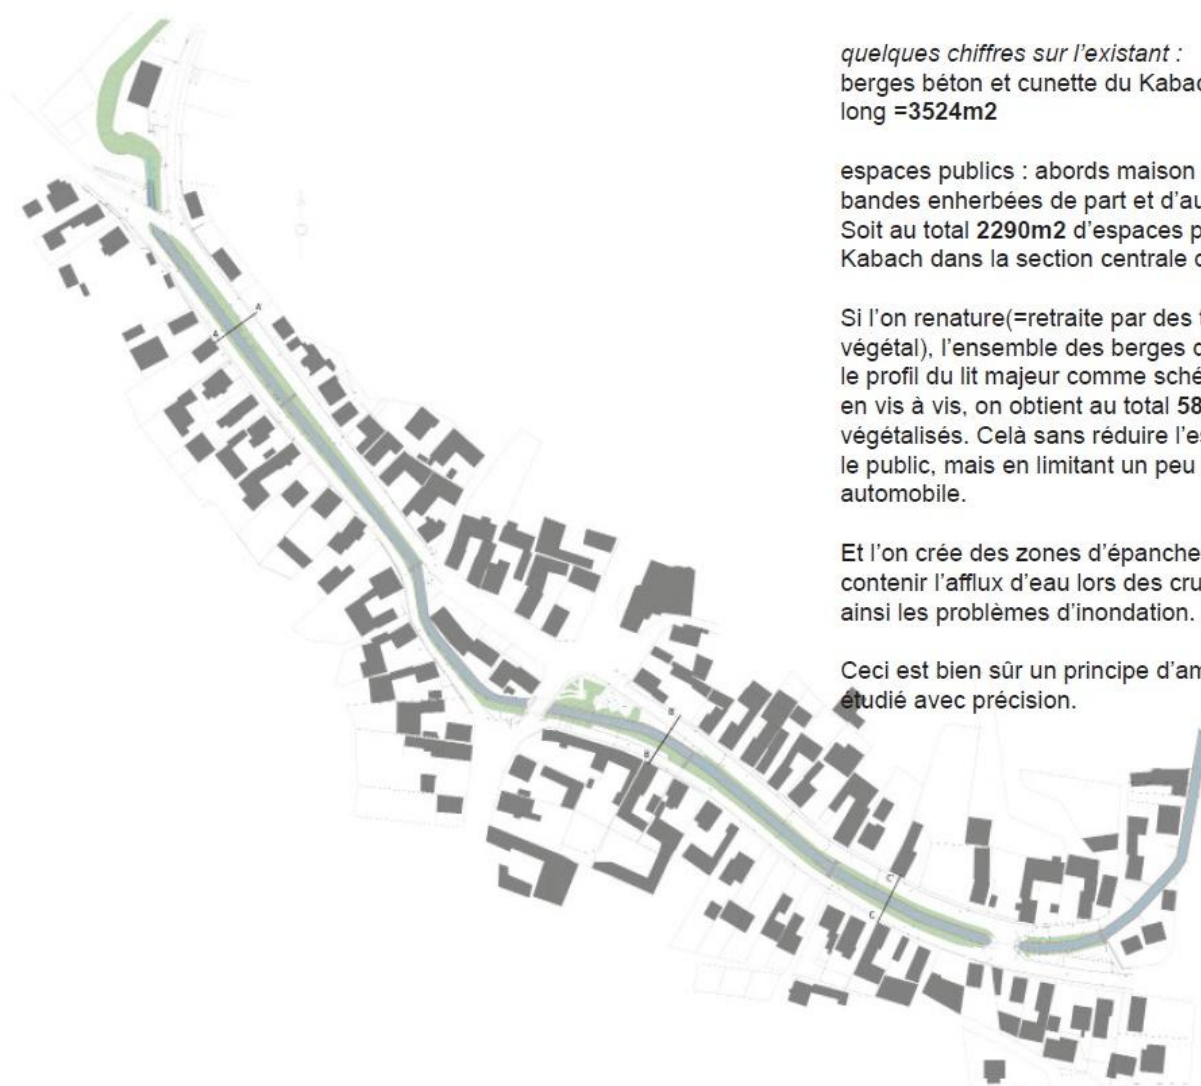 quelques chiffres sur l'existant :
berges béton et cunette du Kabac
long =3524m2
espaces publics : abords maison
bandes enherbées de part et d'au
Soit au total 2290m2 d'espaces p
Kabach dans la section centrale
Si l'on renature(=retraite par des
végétal), l'ensemble des berges
le profil du lit majeur comme sché
en vis à vis, on obtient au total 58
végétalisés. Celà sans réduire l'es
le public, mais en limitant un peu
automobile.
Et l'on crée des zones d'épanche
contenir l'afflux d'eau lors des cru
ainsi les problèmes d'inondation.
Ceci est bien sûr un principe d'am
étudié avec précision.
A'
A
B'
B
C'
C